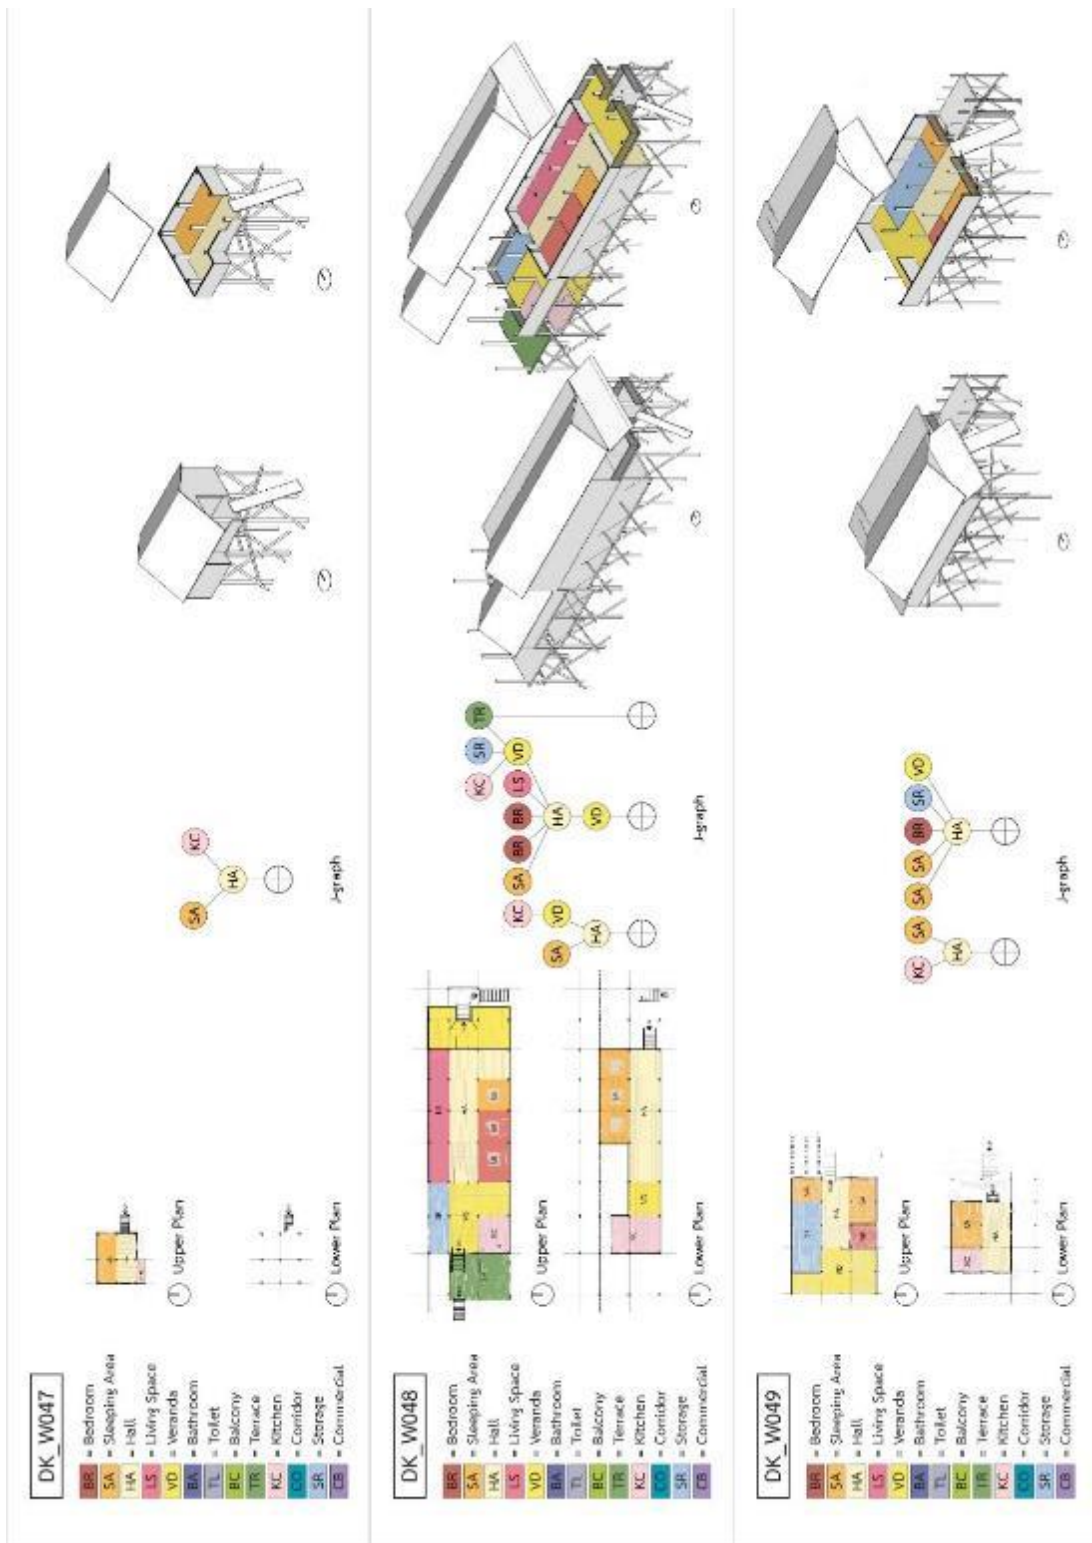 DK_W047
BR = Bedroom
SA = Sleeping Area
HA = Hall
LS = Living Space
VD = Veranda
BA = Bathroom
TL = Toilet
BC = Balcony
TR = Terrace
KC = Kitchen
CO = Corridor
SR = Storage
CB = Commercial
Upper Plan
Lower Plan
SA
KC
HA
J-graph
DK_W048
BR = Bedroom
SA = Sleeping Area
HA = Hall
LS = Living Space
VD = Veranda
BA = Bathroom
TL = Toilet
BC = Balcony
TR = Terrace
KC = Kitchen
CO = Corridor
SR = Storage
CB = Commercial
Upper Plan
Lower Plan
KC SR TR
SA BR BR LS VD
KC
HA
VD
SA
VD
HA
J-graph
DK_W049
BR = Bedroom
SA = Sleeping Area
HA = Hall
LS = Living Space
VD = Veranda
BA = Bathroom
TL = Toilet
BC = Balcony
TR = Terrace
KC = Kitchen
CO = Corridor
SR = Storage
CB = Commercial
Upper Plan
Lower Plan
KC SA SA SA BR SR VD
HA HA
J-graph